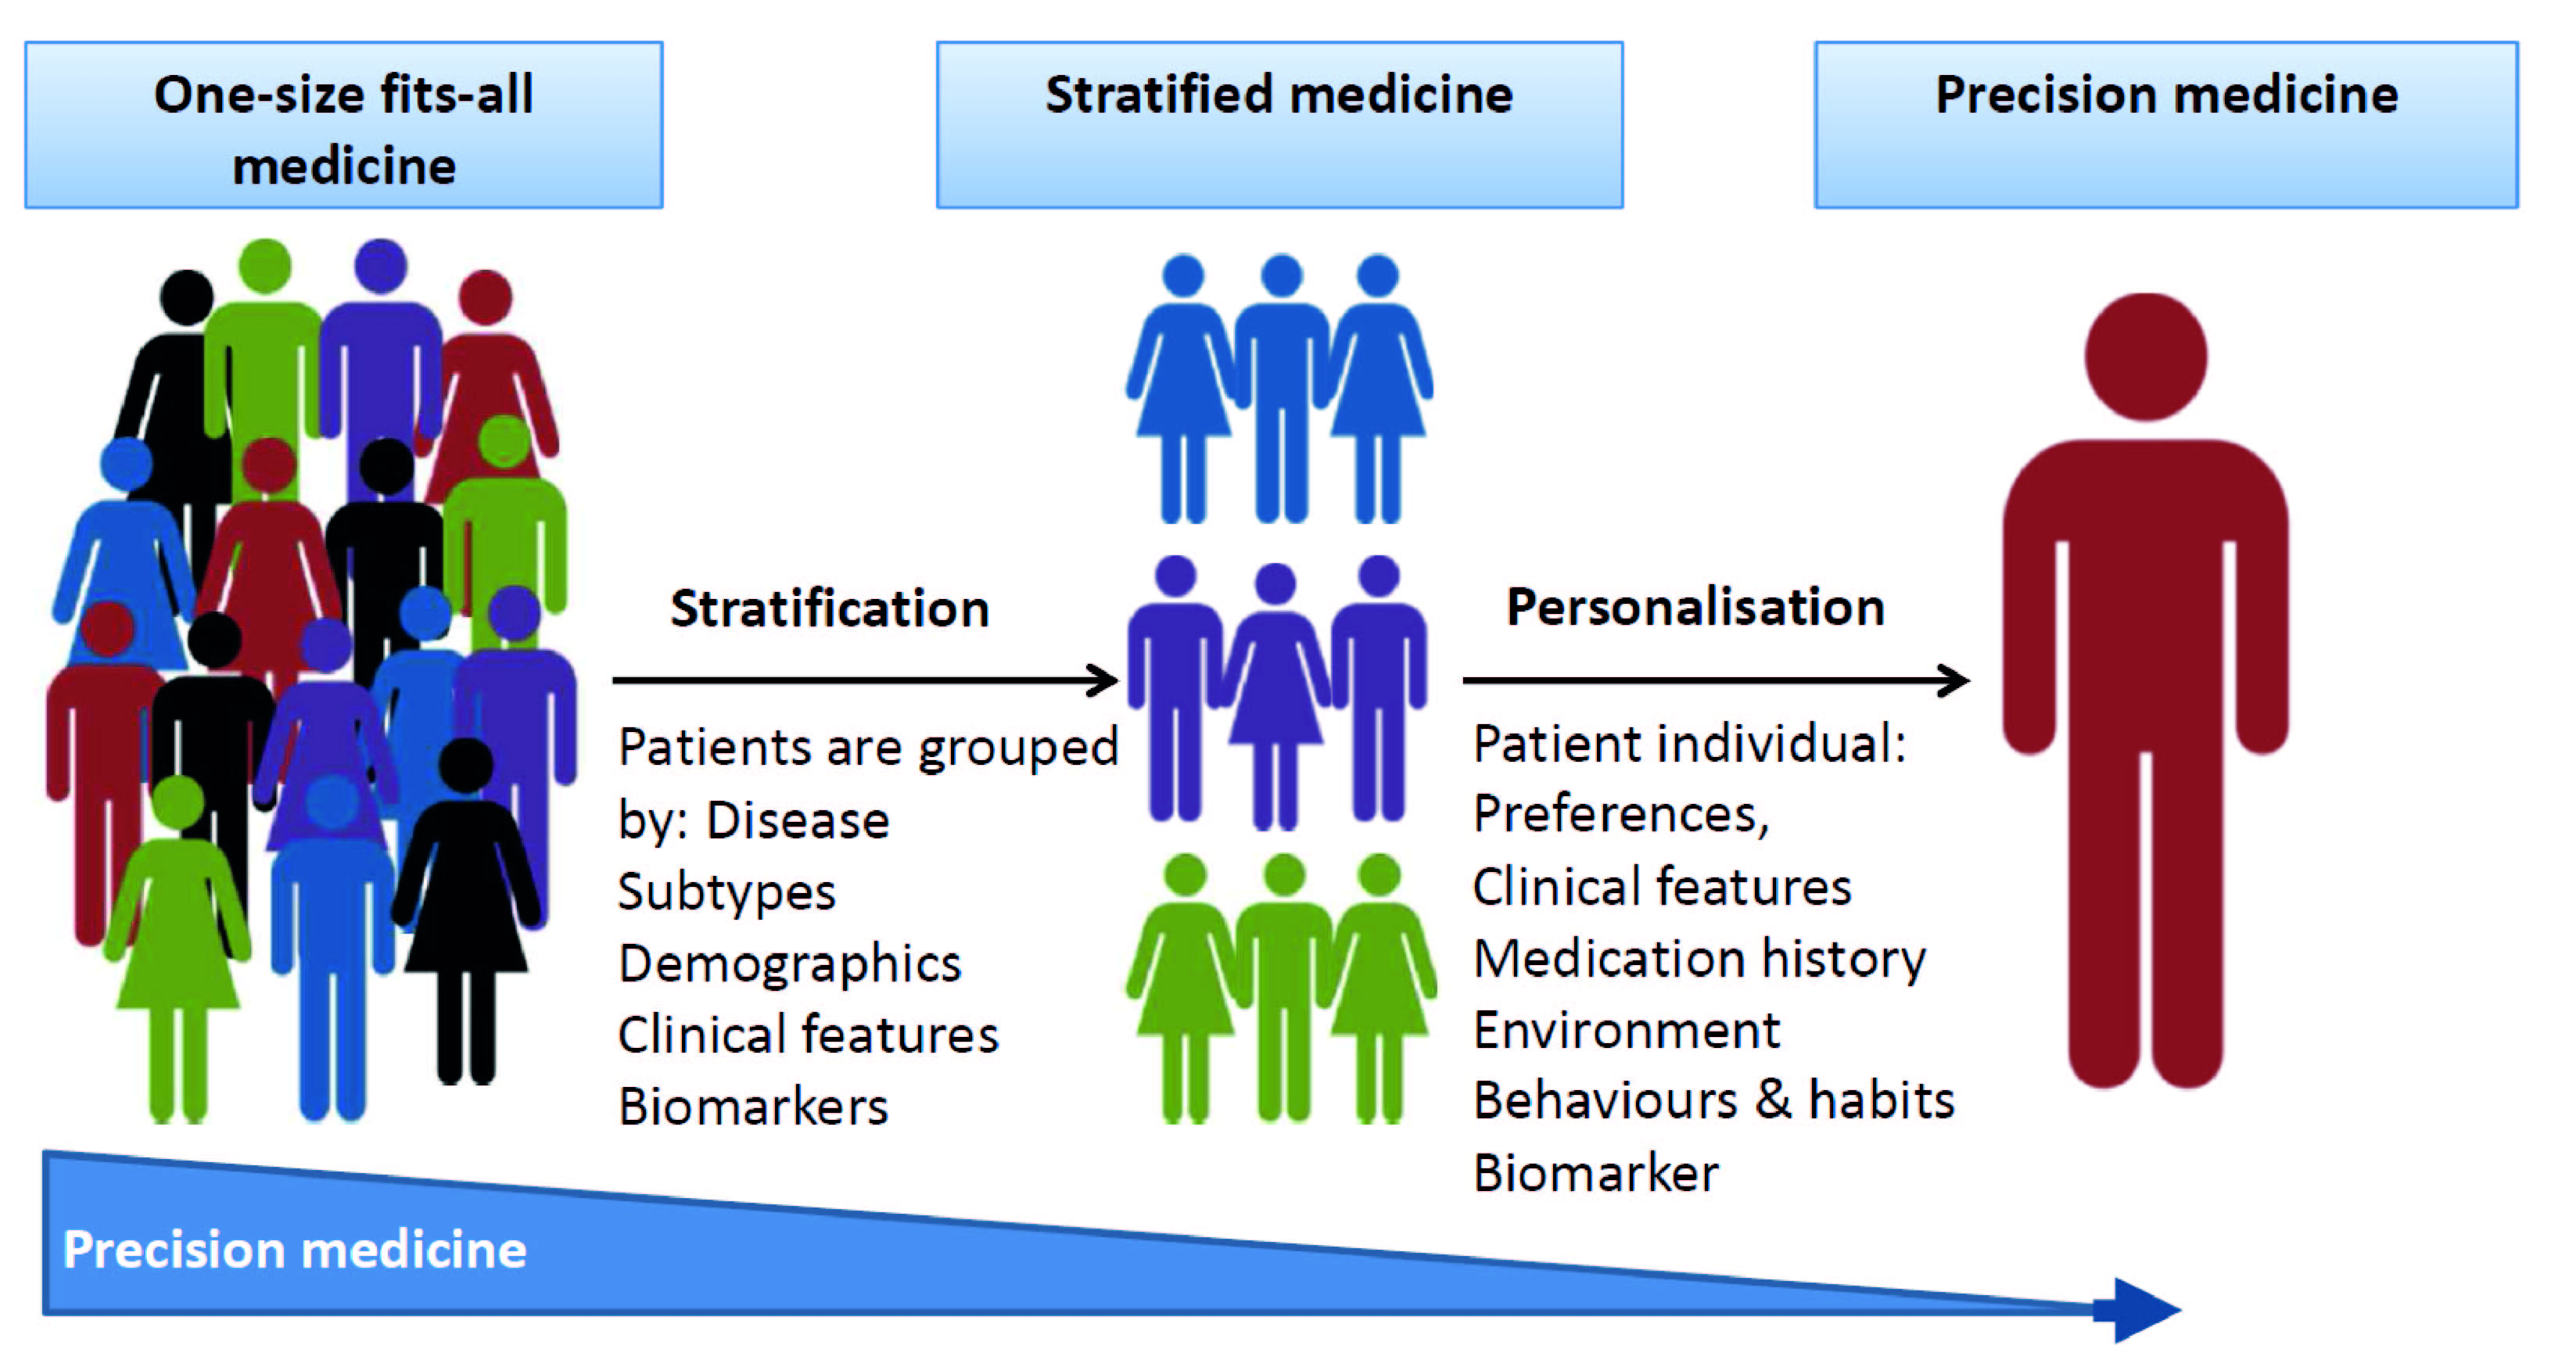 One-size fits-all
medicine
Stratified medicine
Precision medicine
Stratification
Patients are grouped
by: Disease
Subtypes
Demographics
Clinical features
Biomarkers
Personalisation
Patient individual:
Preferences,
Clinical features
Medication history
Environment
Behaviours & habits
Biomarker
Precision medicine